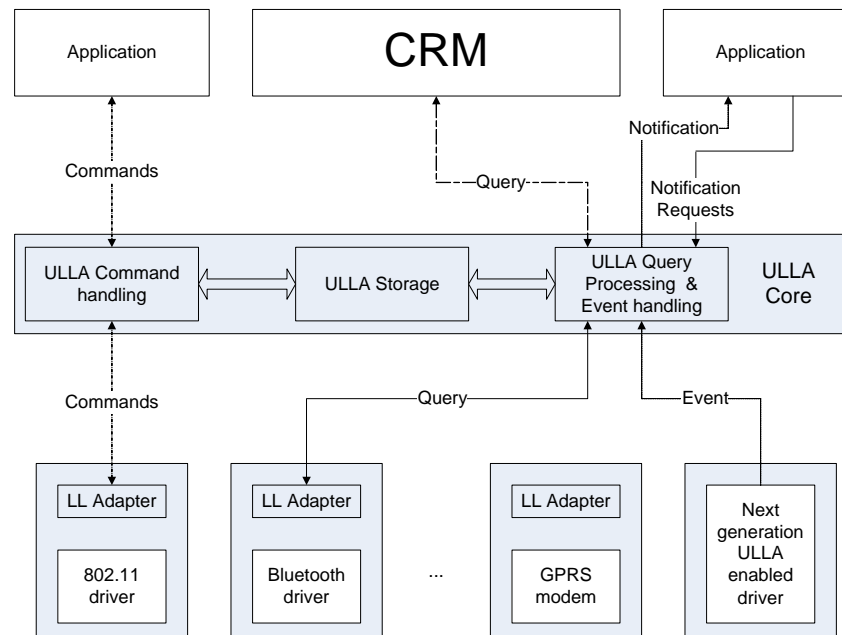 Application
CRM
Application
Notification
Commands
Query
Notification
Requests
ULLA Command
handling
ULLA Storage
ULLA Query
Processing &
Event handling
ULLA
Core
Commands
Query
Event
LL Adapter
LL Adapter
LL Adapter
Next
generation
ULLA
enabled
driver
802.11
driver
Bluetooth
driver
...
GPRS
modem